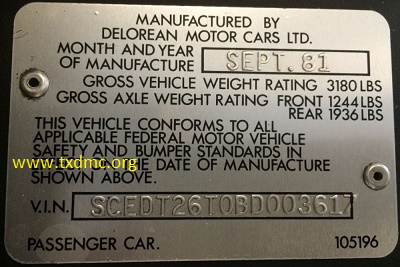 MANUFACTURED BY
DELOREAN MOTOR CARS LTD.
MONTH AND YEAR
OF MANUFACTURE SEPT. 81
GROSS VEHICLE WEIGHT RATING 3180 LBS
GROSS AXLE WEIGHT RATING FRONT 1244 LBS
REAR 1936 LBS
THIS VEHICLE CONFORMS TO ALL
APPLICABLE FEDERAL MOTOR VEHICLE
SAFETY AND BUMPER STANDARDS IN
www.txdmc.org DATE OF MANUFACTURE
SHOWN ABOVE.
V.I.N. SCEDT26T0BD003617
PASSENGER CAR. 105196